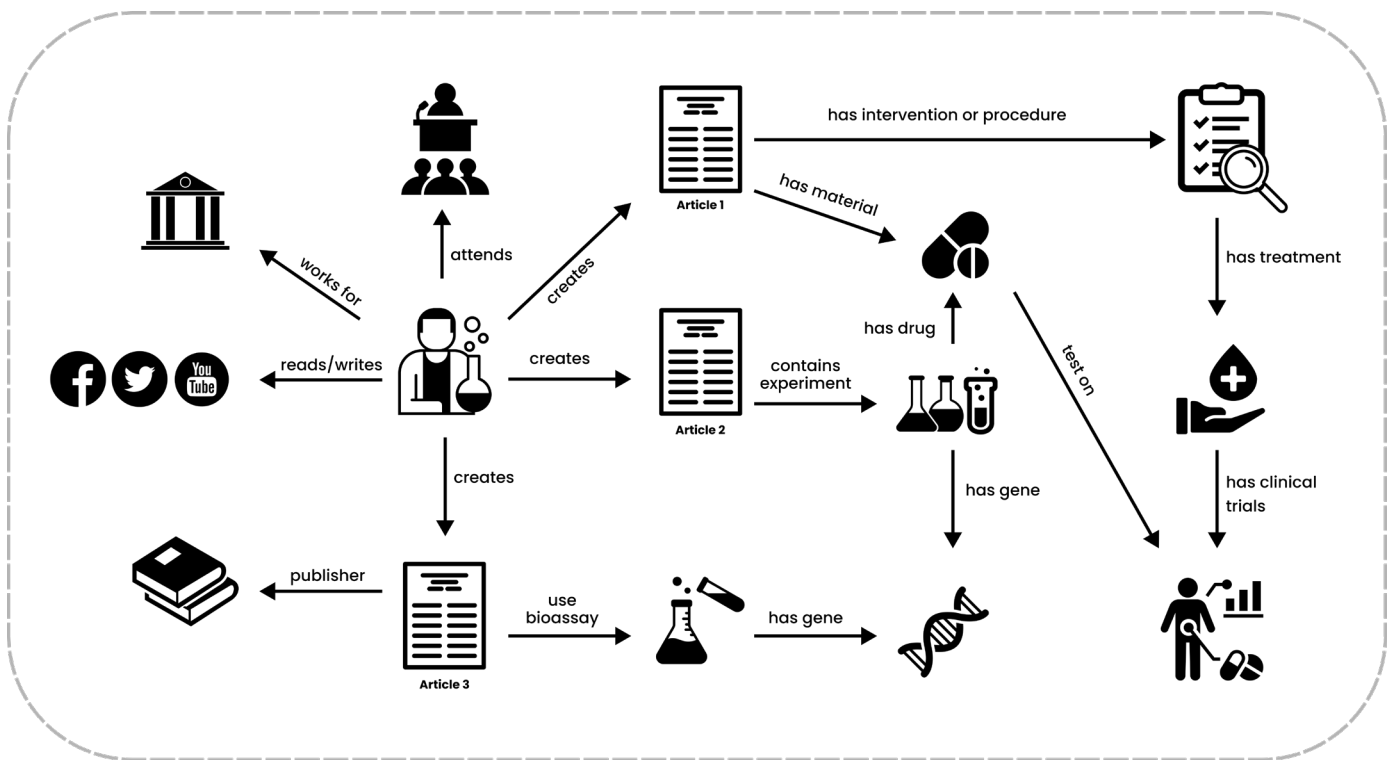 has intervention or procedure
has material
Article 1
attends
works for
creates
has treatment
has drug
reads/writes
creates
contains
experiment
test on
You
Tube
Article 2
creates
has gene
has clinical
trials
publisher
use
bioassay
has gene
Article 3